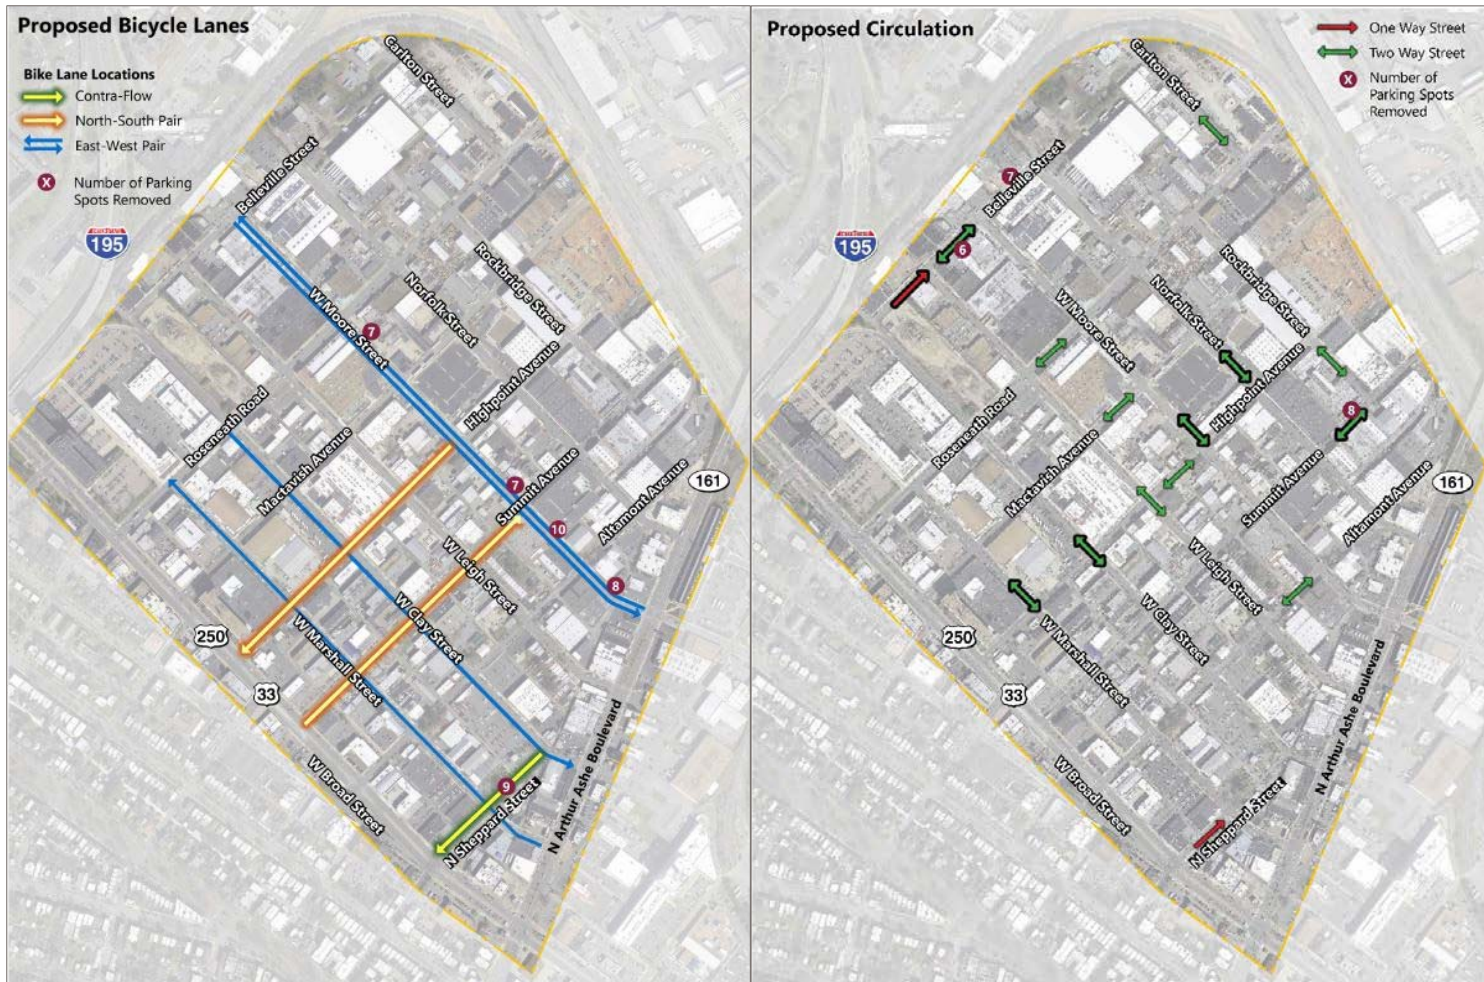 Proposed Bicycle Lanes
Bike Lane Locations
Contra-Flow
North-South Pair
East-West Pair
X
Number of Parking
Spots Removed
195
Carlton Street
Belleville Street
Rockbridge Street
Norfolk Street
W Moore Street
7
Highpoint Avenue
Roseneath Road
Mactavish Avenue
7
Summit Avenue
10
Altamont Avenue
161
W Leigh Street
8
W Clay Street
250
W Marshall Street
33
W Broad Street
9
N Sheppard Street
N Arthur Ashe Boulevard
Proposed Circulation
One Way Street
Two Way Street
X
Number of
Parking Spots
Removed
195
Carlton Street
7
Belleville Street
6
Rockbridge Street
Norfolk Street
W Moore Street
Highpoint Avenue
Roseneath Road
Mactavish Avenue
8
Summit Avenue
Altamont Avenue
161
W Leigh Street
W Clay Street
250
W Marshall Street
33
W Broad Street
N Sheppard Street
N Arthur Ashe Boulevard